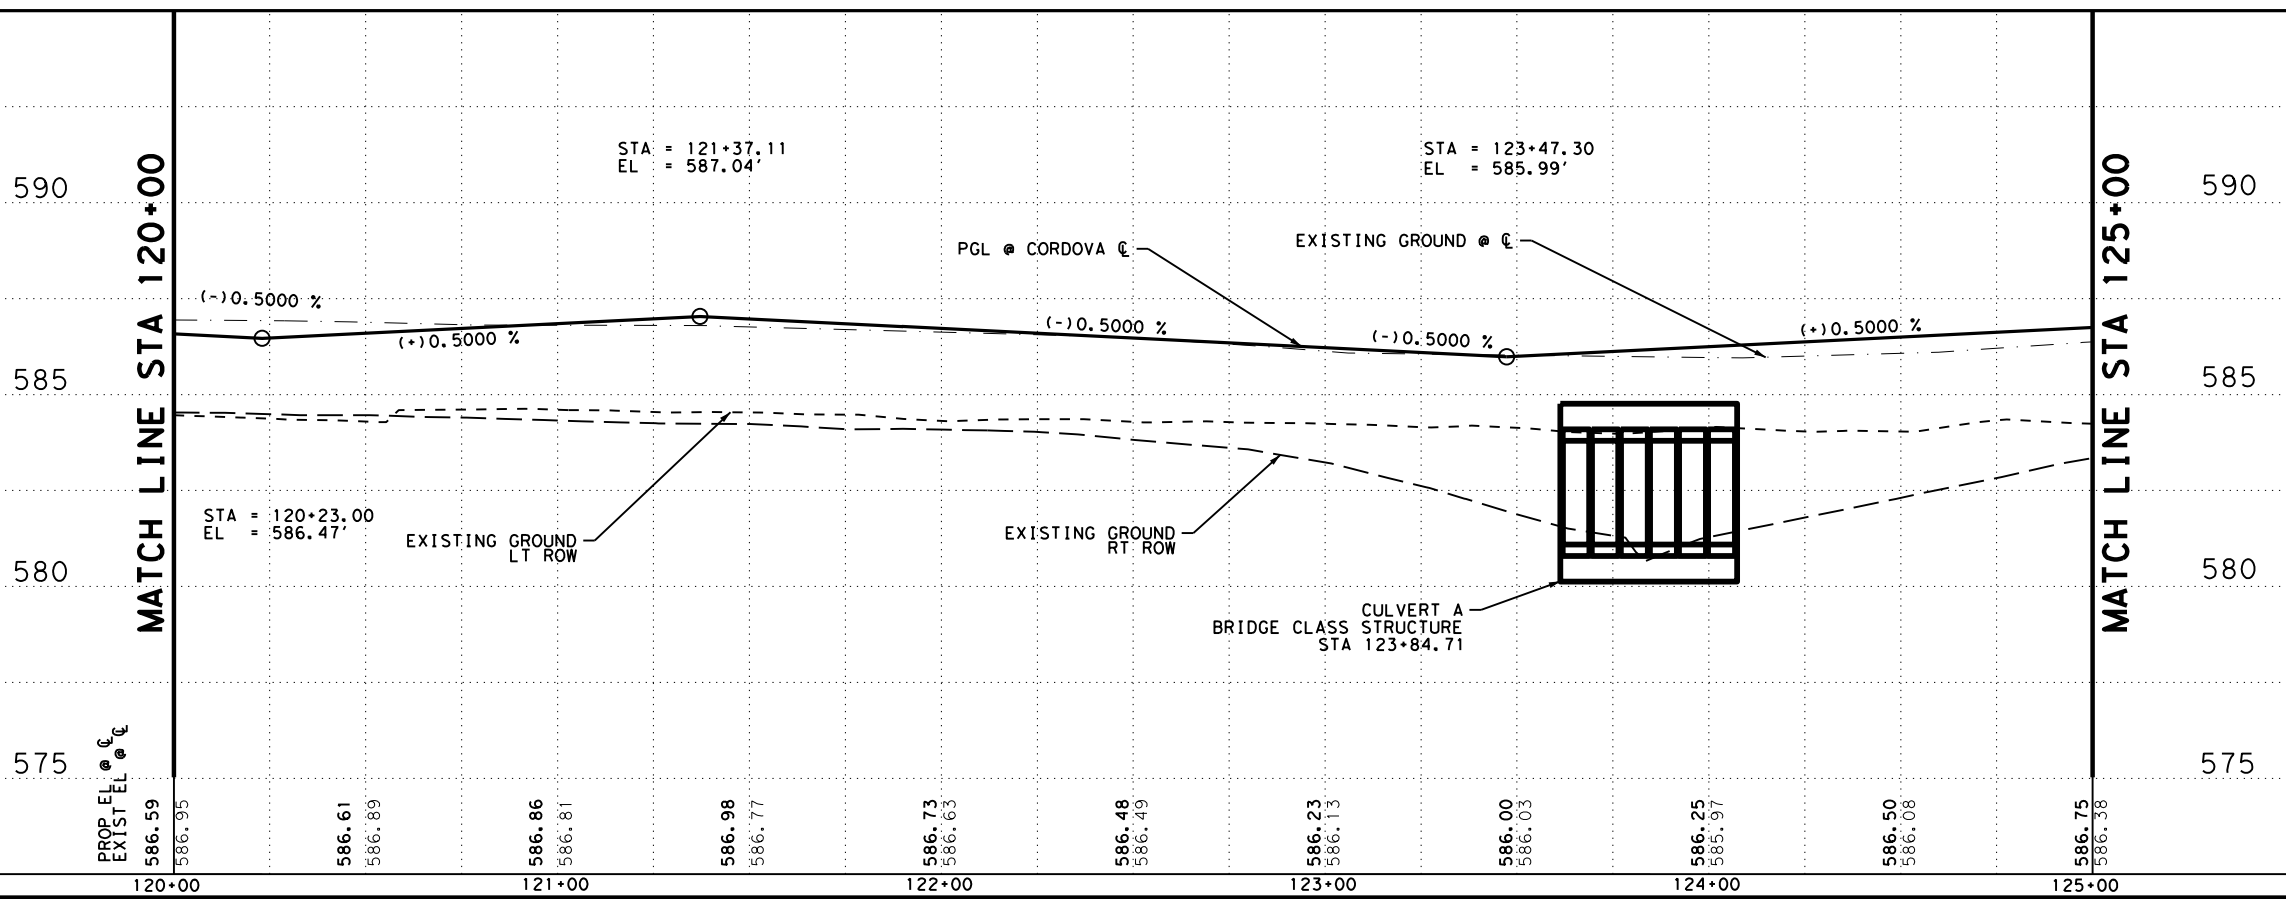 STA = 121+37.11
EL = 587.04'
STA = 123+47.30
EL = 585.99'
590
590
MATCH LINE STA 120+00
MATCH LINE STA 125+00
PGL @ CORDOVA ℄
EXISTING GROUND @ ℄
(-)0.5000 %
(+)0.5000 %
(-)0.5000 %
(-)0.5000 %
(+)0.5000 %
585
585
STA = 120+23.00
EL = 586.47'
EXISTING GROUND
LT ROW
EXISTING GROUND
RT ROW
580
580
CULVERT A
BRIDGE CLASS STRUCTURE
STA 123+84.71
575
575
PROP EL @ ℄
EXIST EL @ ℄
586.59
586.95
586.61
586.89
586.86
586.81
586.98
586.77
586.73
586.63
586.48
586.49
586.23
586.13
586.00
586.03
586.25
585.97
586.50
586.08
586.75
586.38
120+00
121+00
122+00
123+00
124+00
125+00